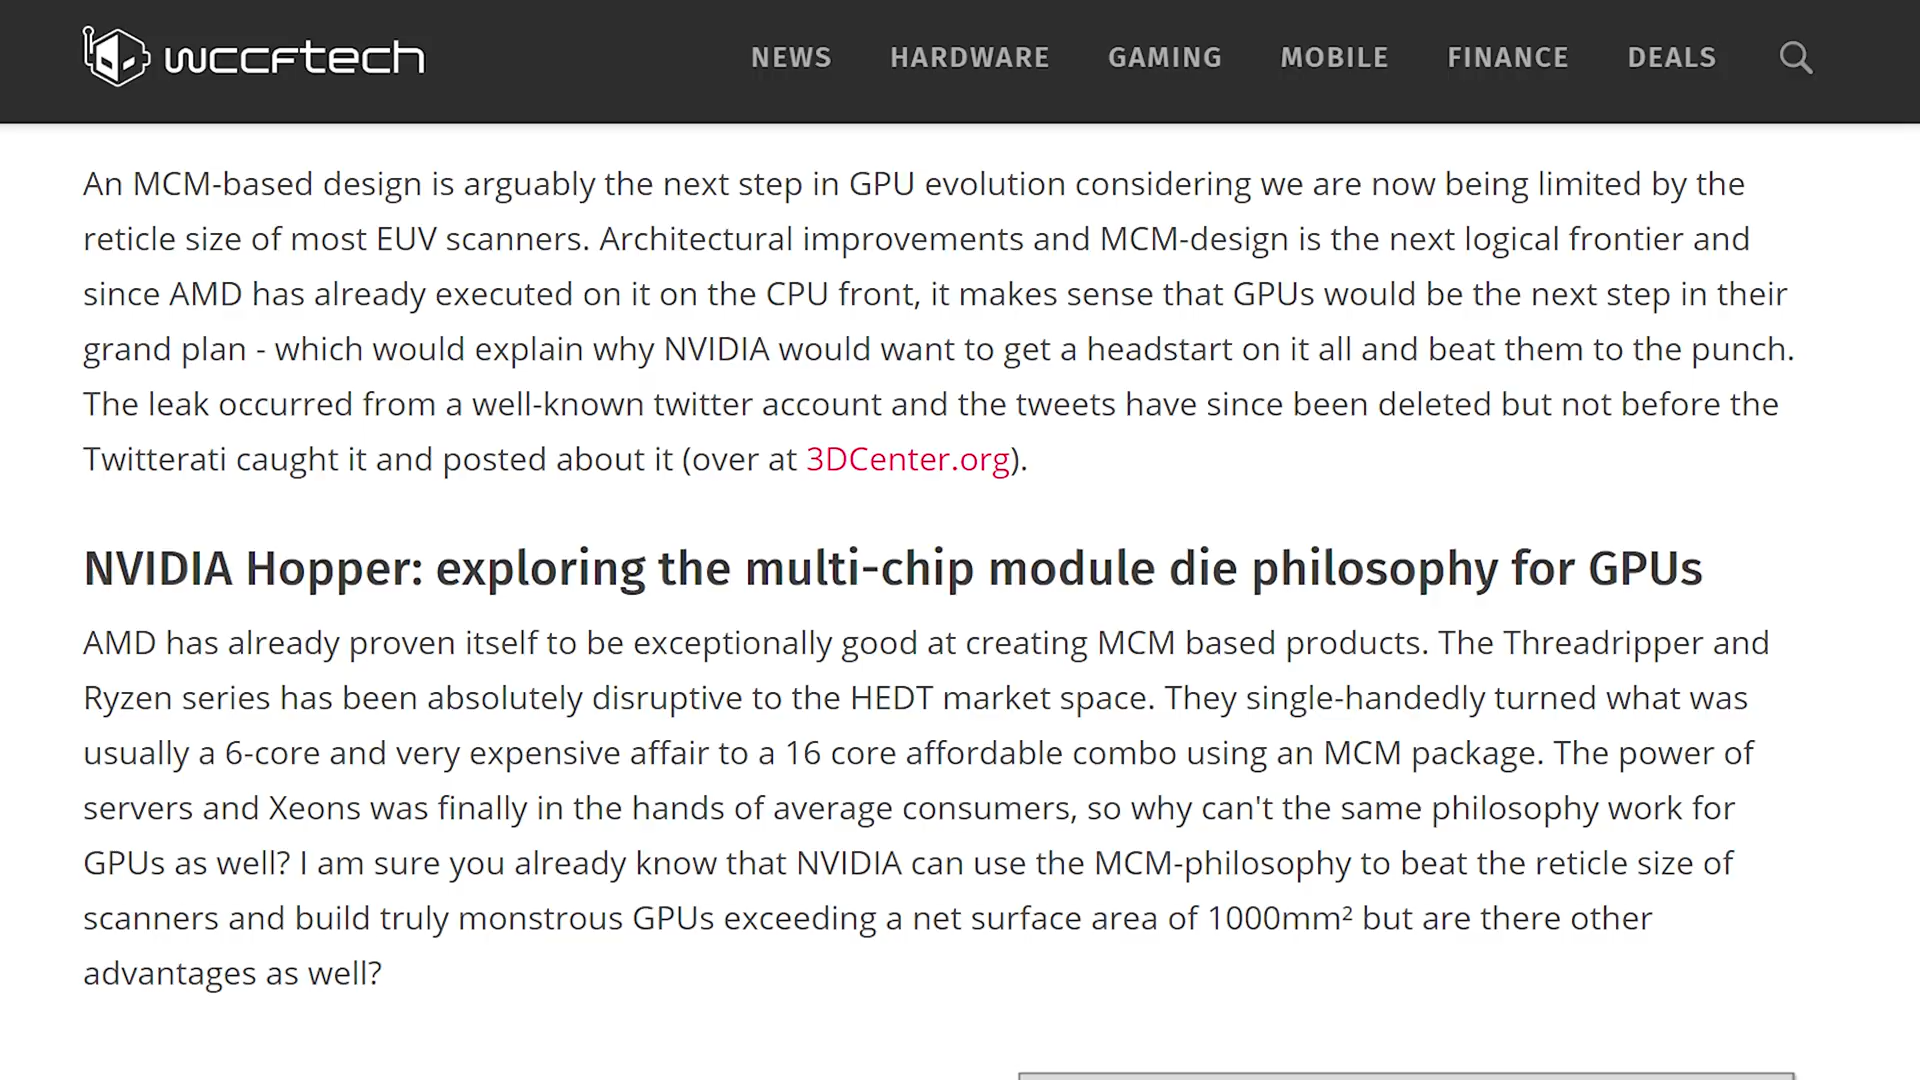 wccftech
NEWS HARDWARE GAMING MOBILE FINANCE DEALS
An MCM-based design is arguably the next step in GPU evolution considering we are now being limited by the
reticle size of most EUV scanners. Architectural improvements and MCM-design is the next logical frontier and
since AMD has already executed on it on the CPU front, it makes sense that GPUs would be the next step in their
grand plan - which would explain why NVIDIA would want to get a headstart on it all and beat them to the punch.
The leak occurred from a well-known twitter account and the tweets have since been deleted but not before the
Twitterati caught it and posted about it (over at 3DCenter.org).
NVIDIA Hopper: exploring the multi-chip module die philosophy for GPUs
AMD has already proven itself to be exceptionally good at creating MCM based products. The Threadripper and
Ryzen series has been absolutely disruptive to the HEDT market space. They single-handedly turned what was
usually a 6-core and very expensive affair to a 16 core affordable combo using an MCM package. The power of
servers and Xeons was finally in the hands of average consumers, so why can't the same philosophy work for
GPUs as well? I am sure you already know that NVIDIA can use the MCM-philosophy to beat the reticle size of
scanners and build truly monstrous GPUs exceeding a net surface area of 1000mm² but are there other
advantages as well?